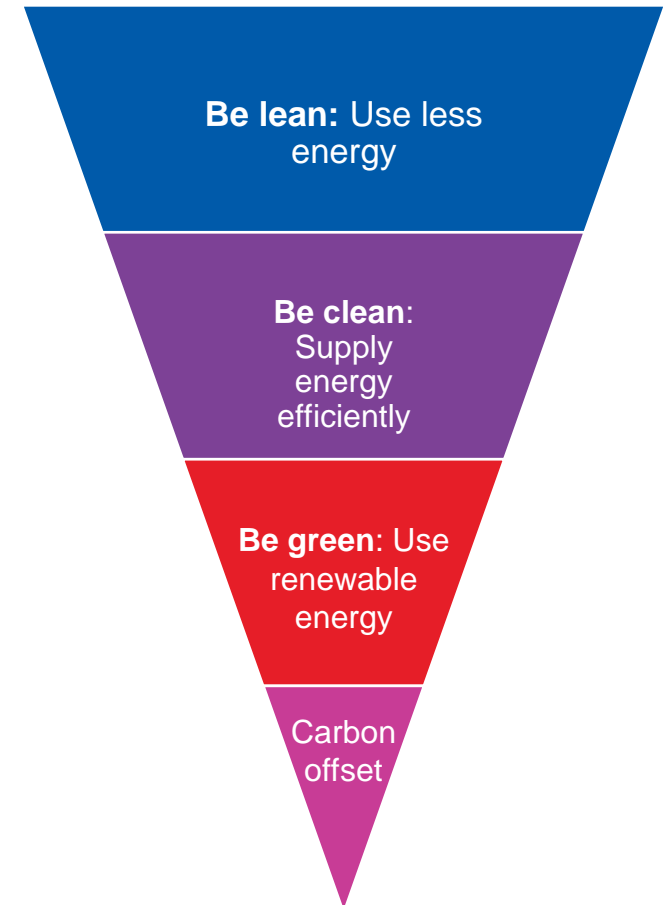 Be lean: Use less
energy
Be clean:
Supply
energy
efficiently
Be green: Use
renewable
energy
Carbon
offset